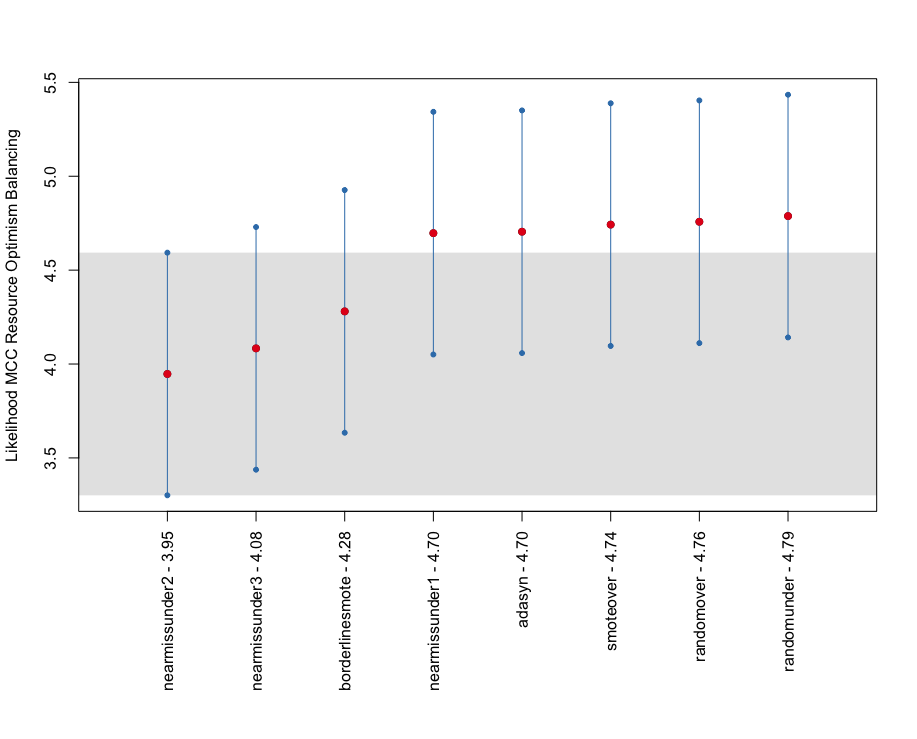 Likelihood MCC Resource Optimism Balancing
5.5
5.0
4.5
4.0
3.5
nearmissunder2 - 3.95
nearmissunder3 - 4.08
borderlinesmote - 4.28
nearmissunder1 - 4.70
adasyn - 4.70
smoteover - 4.74
randomover - 4.76
randomunder - 4.79